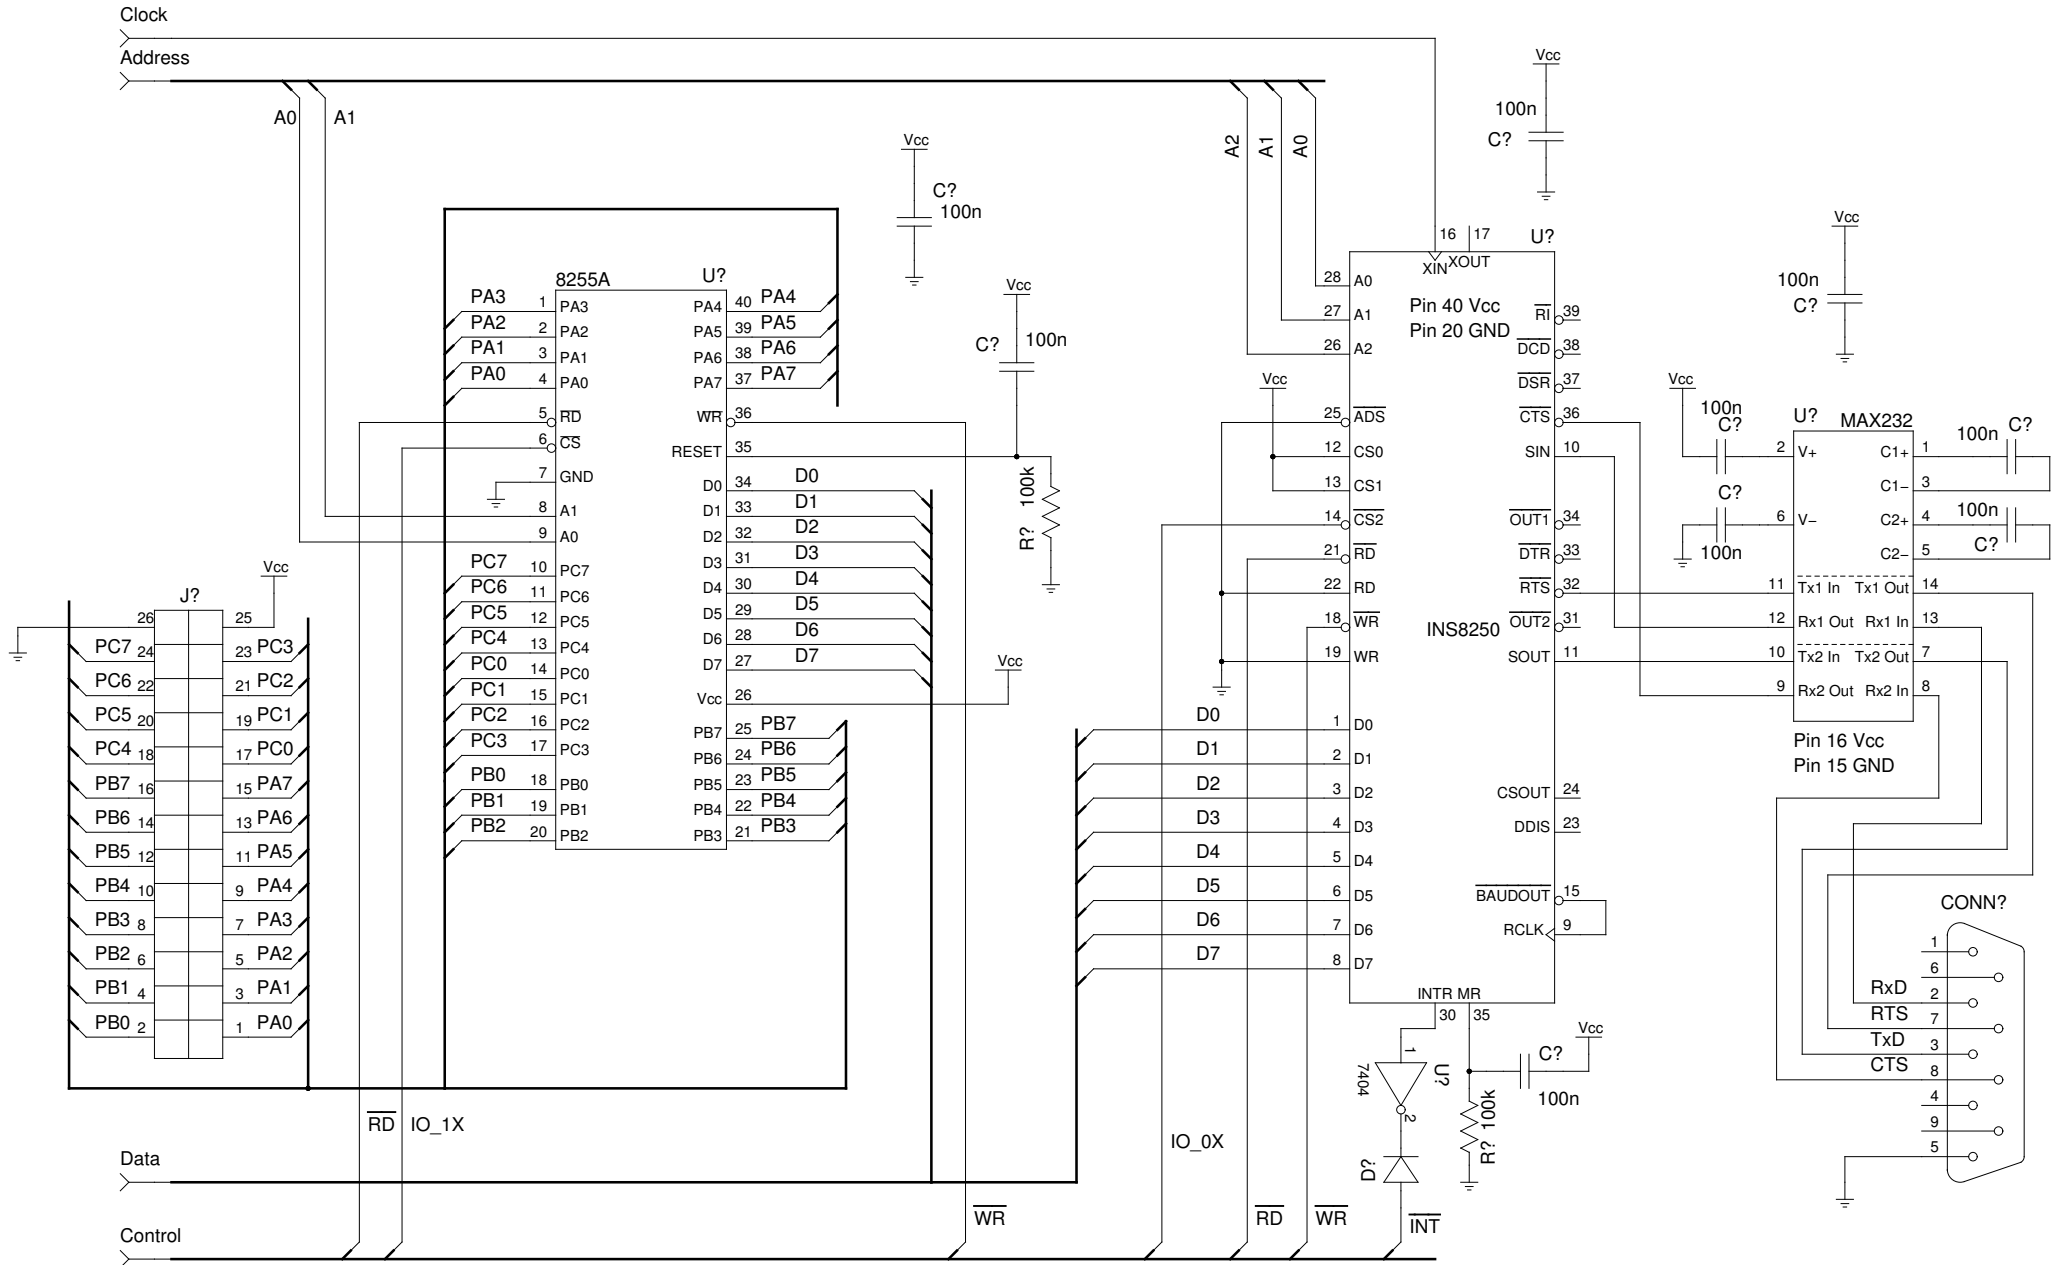 Clock
Address
A0 A1
A2 A1 A0
Vcc
100n
C?
Vcc
C?
100n
Vcc
100n
C?
Vcc
C? 100n
8255A U?
PA3 1 PA3 PA4 40 PA4
PA2 2 PA2 PA5 39 PA5
PA1 3 PA1 PA6 38 PA6
PA0 4 PA0 PA7 37 PA7
5 RD WR 36
6 CS RESET 35
7 GND D0 34 D0
8 A1 D1 33 D1
9 A0 D2 32 D2
D3 31 D3
PC7 10 PC7 D4 30 D4
PC6 11 PC6 D5 29 D5
PC5 12 PC5 D6 28 D6
PC4 13 PC4 D7 27 D7
PC0 14 PC0 Vcc 26 Vcc
PC1 15 PC1
PC2 16 PC2 PB7 25 PB7
PC3 17 PC3 PB6 24 PB6
PB0 18 PB0 PB5 23 PB5
PB1 19 PB1 PB4 22 PB4
PB2 20 PB2 PB3 21 PB3
R? 100k
Vcc
J?
26 25
PC7 24 23 PC3
PC6 22 21 PC2
PC5 20 19 PC1
PC4 18 17 PC0
PB7 16 15 PA7
PB6 14 13 PA6
PB5 12 11 PA5
PB4 10 9 PA4
PB3 8 7 PA3
PB2 6 5 PA2
PB1 4 3 PA1
PB0 2 1 PA0
16 17 U?
XIN XOUT
28 A0
27 A1
26 A2
Pin 40 Vcc
Pin 20 GND
RI 39
DCD 38
DSR 37
Vcc
25 ADS CTS 36
12 CS0 SIN 10
13 CS1
14 CS2 OUT1 34
21 RD DTR 33
22 RD RTS 32
18 WR INS8250 OUT2 31
19 WR SOUT 11
D0 1 D0
D1 2 D1
D2 3 D2 CSOUT 24
D3 4 D3 DDIS 23
D4 5 D4
D5 6 D5 BAUDOUT 15
D6 7 D6 RCLK 9
D7 8 D7
INTR MR
30 35
1
7404 U?
2
D?
C?
Vcc
100n
R? 100k
Vcc
100n
C?
C?
100n
U? MAX232
2 V+ C1+ 1 100n C?
C1− 3
6 V− C2+ 4 100n
C2− 5 C?
11 Tx1 In Tx1 Out 14
12 Rx1 Out Rx1 In 13
10 Tx2 In Tx2 Out 7
9 Rx2 Out Rx2 In 8
Pin 16 Vcc
Pin 15 GND
CONN?
1
6
RxD 2
RTS 7
TxD 3
CTS 8
4
9
5
RD IO_1X
IO_0X
Data
WR RD WR INT
Control